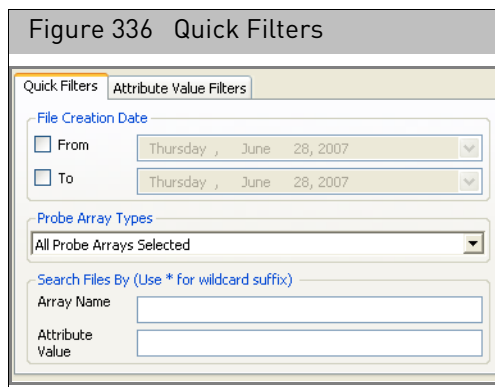 Figure 336 Quick Filters
Quick Filters Attribute Value Filters
File Creation Date
From Thursday , June 28, 2007
To Thursday , June 28, 2007
Probe Array Types
All Probe Arrays Selected
Search Files By (Use * for wildcard suffix)
Array Name
Attribute
Value